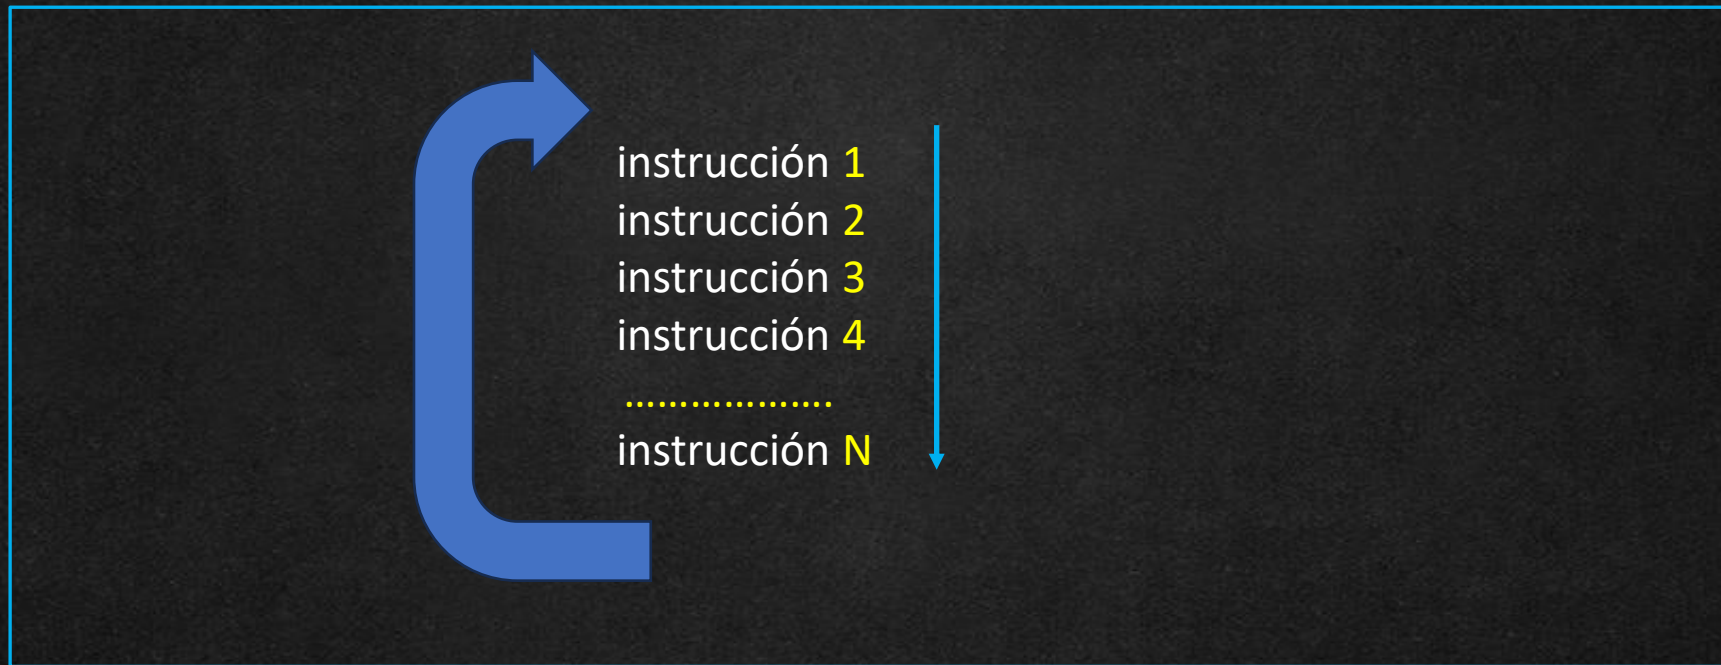 instrucción 1
instrucción 2
instrucción 3
instrucción 4
…………………..
instrucción N